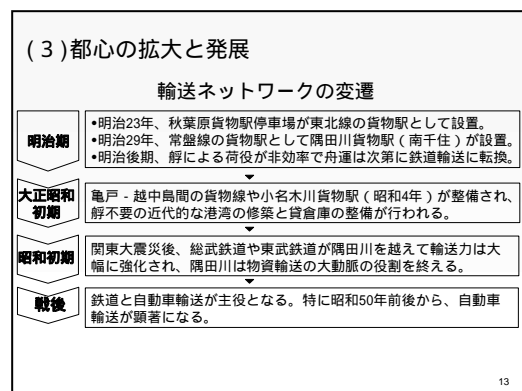 (３)都心の拡大と発展
輸送ネットワークの変遷
明治期
•明治23年、秋葉原貨物駅停車場が東北線の貨物駅として設置。
•明治29年、常盤線の貨物駅として隅田川貨物駅（南千住）が設置。
•明治後期、艀による荷役が非効率で舟運は次第に鉄道輸送に転換。
大正昭和
初期
亀戸‐越中島間の貨物線や小名木川貨物駅（昭和4年）が整備され、
艀不要の近代的な港湾の修築と貸倉庫の整備が行われる。
昭和初期
関東大震災後、総武鉄道や東武鉄道が隅田川を越えて輸送力は大
幅に強化され、隅田川は物資輸送の大動脈の役割を終える。
戦後
鉄道と自動車輸送が主役となる。特に昭和50年前後から、自動車
輸送が顕著になる。
13